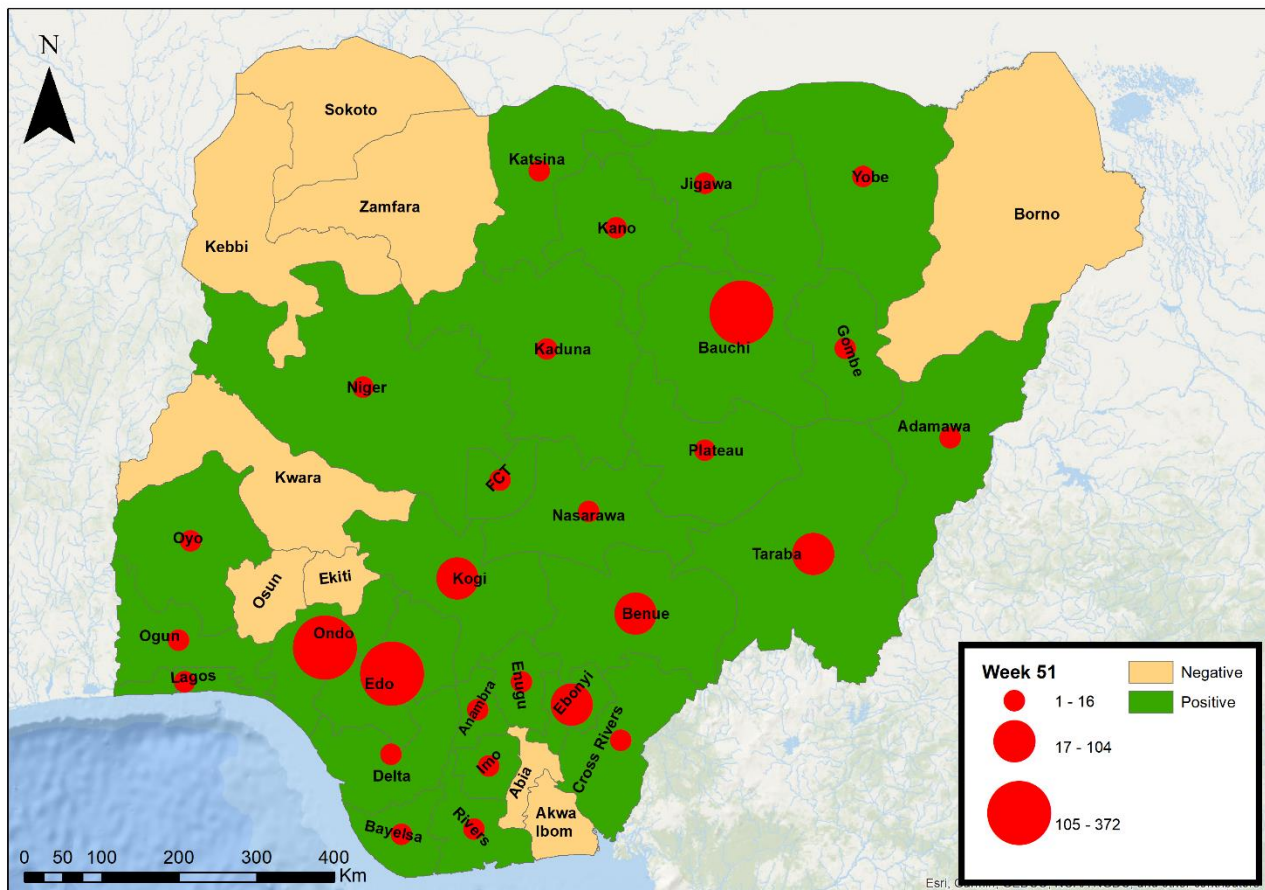 N
Sokoto
Katsina
Jigawa
Yobe
Zamfara
Borno
Kano
Kebbi
Bauchi
Gombe
Kaduna
Niger
Adamawa
Plateau
Kwara
FCT
Nasarawa
Oyo
Taraba
Kogi
Osun
Ekiti
Benue
Ogun
Ondo
Lagos
Edo
Enugu
Ebonyi
Anambra
Cross Rivers
Delta
Imo
Abia
Akwa
Ibom
Bayelsa
Rivers
Week 51
1 - 16
17 - 104
105 - 372
Negative
Positive
0 50 100 200 300 400
Km
Esri,